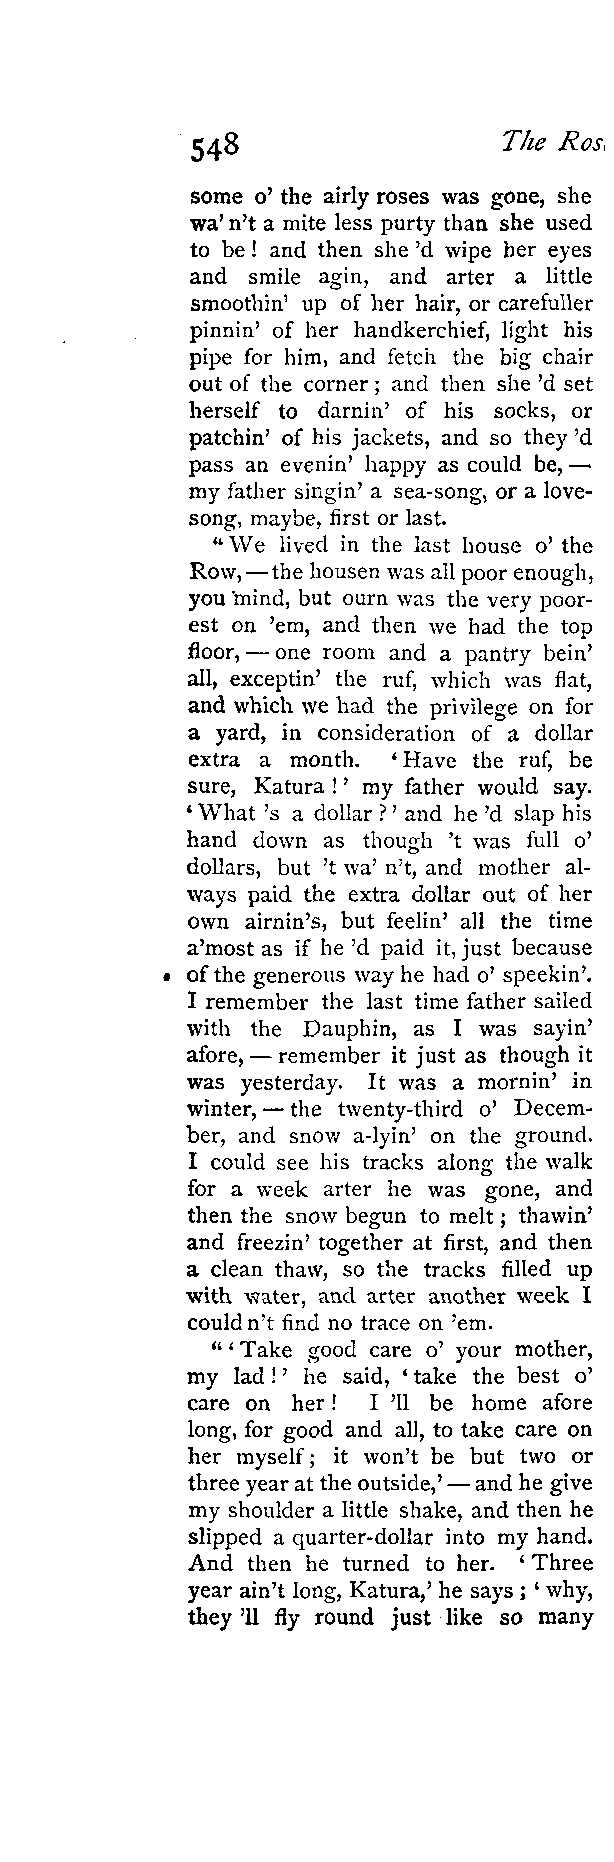 548
The Ros
some o' the airly roses was gone, she
wa' n't a mite less purty than she used
to be! and then she 'd wipe her eyes
and smile agin, and arter a little
smoothin' up of her hair, or carefuller
pinnin' of her handkerchief, light his
pipe for him, and fetch the big chair
out of the corner; and then she 'd set
herself to darnin' of his socks, or
patchin' of his jackets, and so they 'd
pass an evenin' happy as could be, —
my father singin' a sea-song, or a love-
song, maybe, first or last.
"We lived in the last house o' the
Row, — the housen was all poor enough,
you mind, but ourn was the very poor-
est on 'em, and then we had the top
floor, — one room and a pantry bein'
all, exceptin' the ruf, which was flat,
and which we had the privilege on for
a yard, in consideration of a dollar
extra a month. 'Have the ruf, be
sure, Katura!' my father would say.
'What 's a dollar?' and he 'd slap his
hand down as though 't was full o'
dollars, but 't wa' n't, and mother al-
ways paid the extra dollar out of her
own airnin's, but feelin' all the time
a'most as if he 'd paid it, just because
of the generous way he had o' speekin'.
I remember the last time father sailed
with the Dauphin, as I was sayin'
afore, — remember it just as though it
was yesterday. It was a mornin' in
winter, — the twenty-third o' Decem-
ber, and snow a-lyin' on the ground.
I could see his tracks along the walk
for a week arter he was gone, and
then the snow begun to melt; thawin'
and freezin' together at first, and then
a clean thaw, so the tracks filled up
with water, and arter another week I
could n't find no trace on 'em.
"'Take good care o' your mother,
my lad!' he said, 'take the best o'
care on her! I 'll be home afore
long, for good and all, to take care on
her myself; it won't be but two or
three year at the outside,' — and he give
my shoulder a little shake, and then he
slipped a quarter-dollar into my hand.
And then he turned to her. 'Three
year ain't long, Katura,' he says; 'why,
they 'll fly round just like so many